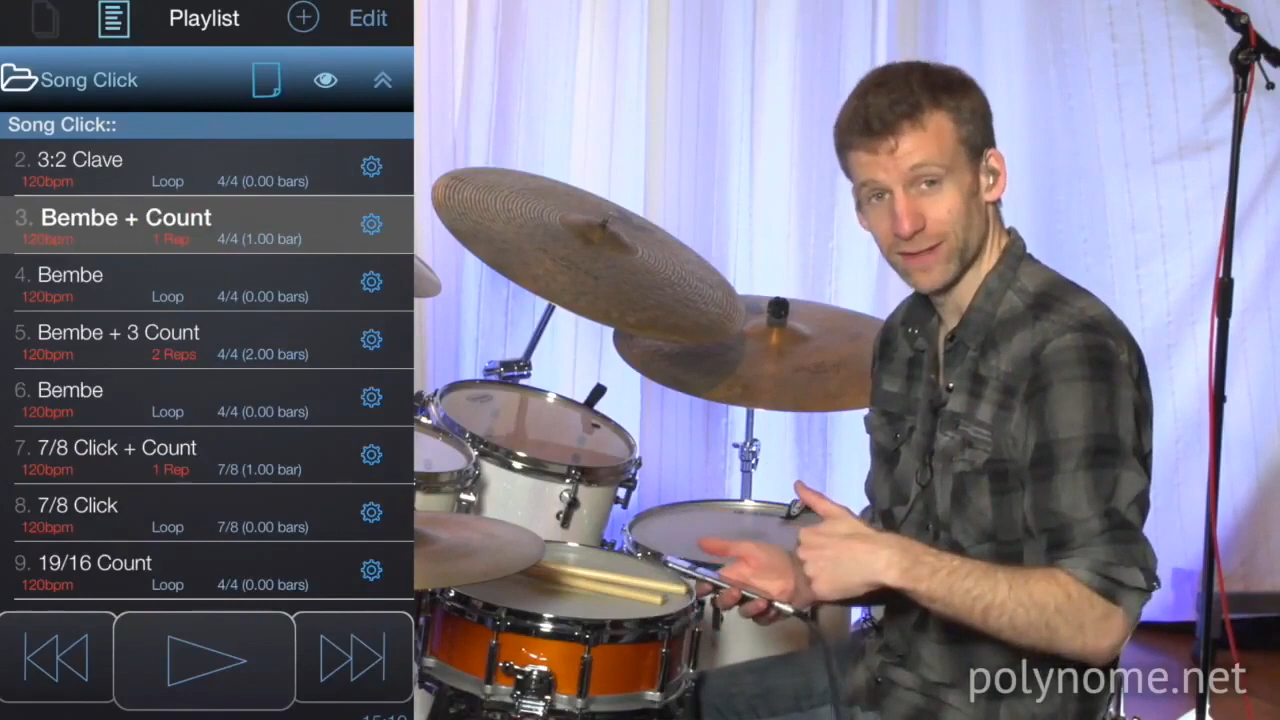 Playlist Edit
Song Click
Song Click::
2. 3:2 Clave
120bpm Loop 4/4 (0.00 bars)
3. Bembe + Count
120bpm 1 Rep 4/4 (1.00 bar)
4. Bembe
120bpm Loop 4/4 (0.00 bars)
5. Bembe + 3 Count
120bpm 2 Reps 4/4 (2.00 bars)
6. Bembe
120bpm Loop 4/4 (0.00 bars)
7. 7/8 Click + Count
120bpm 1 Rep 7/8 (1.00 bar)
8. 7/8 Click
120bpm Loop 7/8 (0.00 bars)
9. 19/16 Count
120bpm Loop 4/4 (0.00 bars)
polynome.net